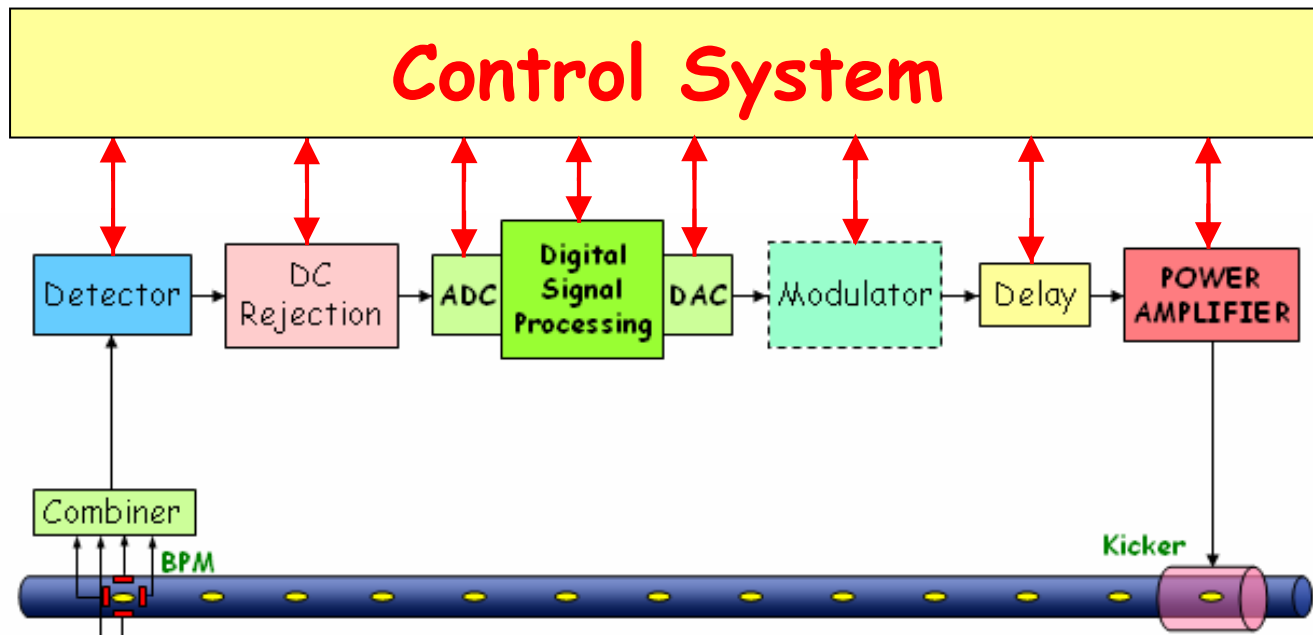 Control System
Detector
DC
Rejection
ADC
Digital
Signal
Processing
DAC
Modulator
Delay
POWER
AMPLIFIER
Combiner
BPM
Kicker